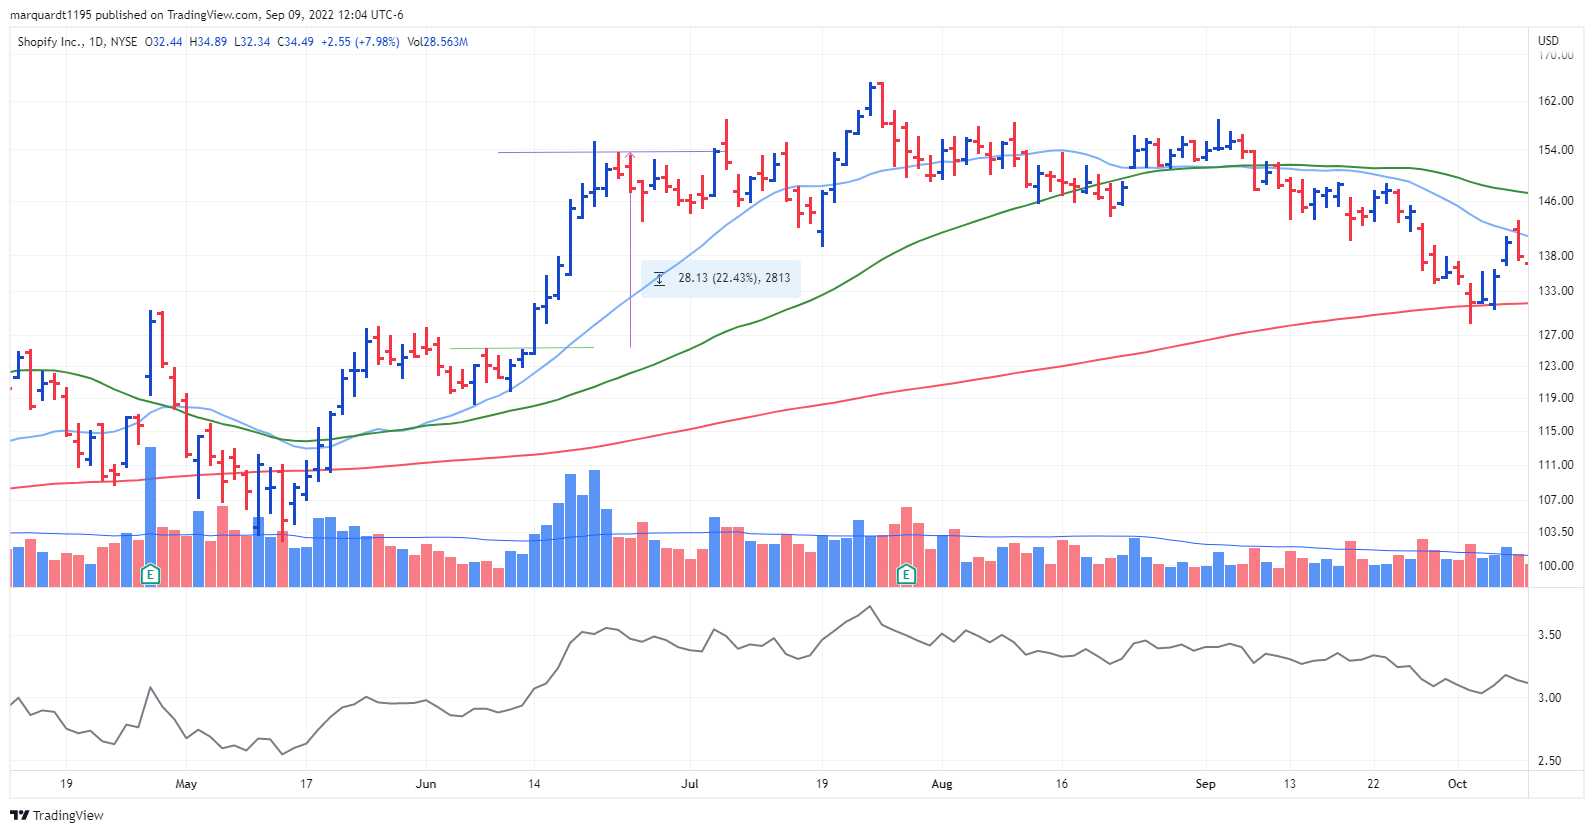 marquardt1195 published on TradingView.com, Sep 09, 2022 12:04 UTC-6
Shopify Inc., 1D, NYSE O32.44 H34.89 L32.34 C34.49 +2.55 (+7.98%) Vol28.563M
USD
170.00
162.00
154.00
146.00
138.00
133.00
127.00
123.00
119.00
115.00
111.00
107.00
103.50
100.00
28.13 (22.43%), 2813
E
E
3.50
3.00
2.50
19 May 17 Jun 14 Jul 19 Aug 16 Sep 13 22 Oct
TradingView